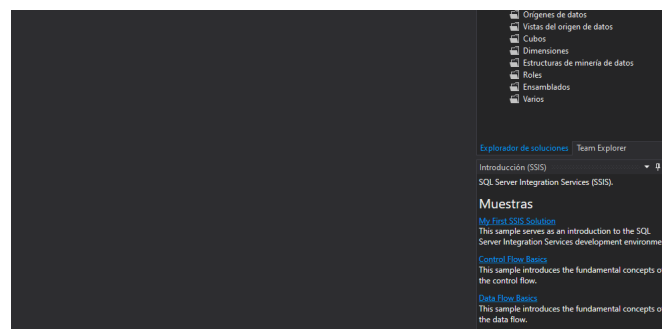 Orígenes de datos
Vistas del origen de datos
Cubos
Dimensiones
Estructuras de minería de datos
Roles
Ensamblados
Varios
Explorador de soluciones Team Explorer
Introducción (SSIS)
SQL Server Integration Services (SSIS).
Muestras
My First SSIS Solution
This sample serves as an introduction to the SQL
Server Integration Services development environme
Control Flow Basics
This sample introduces the fundamental concepts o
the control flow.
Data Flow Basics
This sample introduces the fundamental concepts o
the data flow.